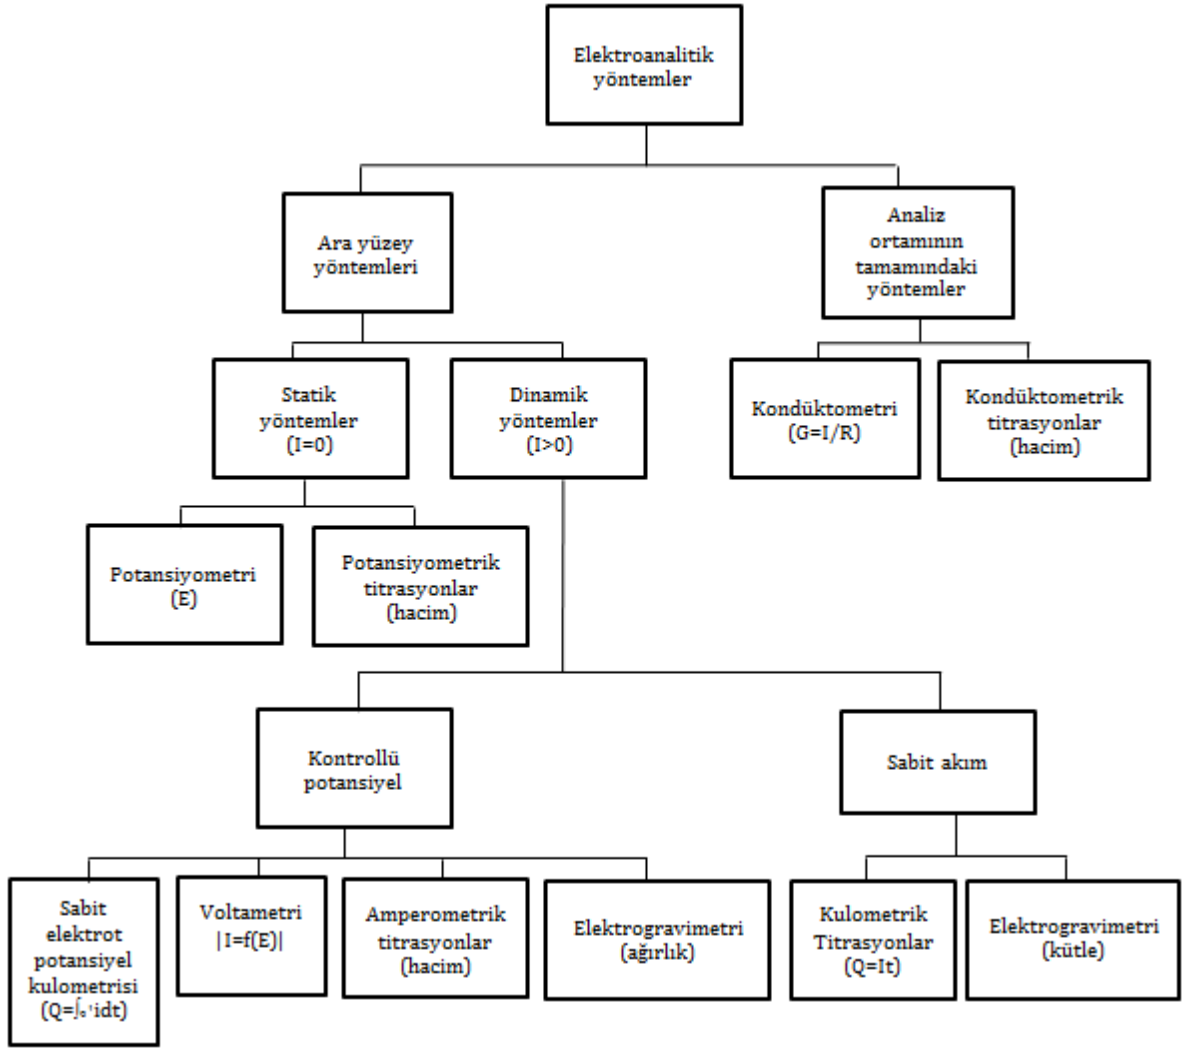 Elektroanalitik
yöntemler
Ara yüzey
yöntemleri
Analiz
ortamının
tamamındaki
yöntemler
Statik
yöntemler
(I=0)
Dinamik
yöntemler
(I>0)
Kondüktometri
(G=I/R)
Kondüktometrik
titrasyonlar
(hacim)
Potansiyometri
(E)
Potansiyometrik
titrasyonlar
(hacim)
Kontrollü
potansiyel
Sabit akım
Sabit
elektrot
potansiyel
kulometrisi
(Q=∫₀ᵗidt)
Voltametri
|I=f(E)|
Amperometrik
titrasyonlar
(hacim)
Elektrogravimetri
(ağırlık)
Kulometrik
Titrasyonlar
(Q=It)
Elektrogravimetri
(kütle)